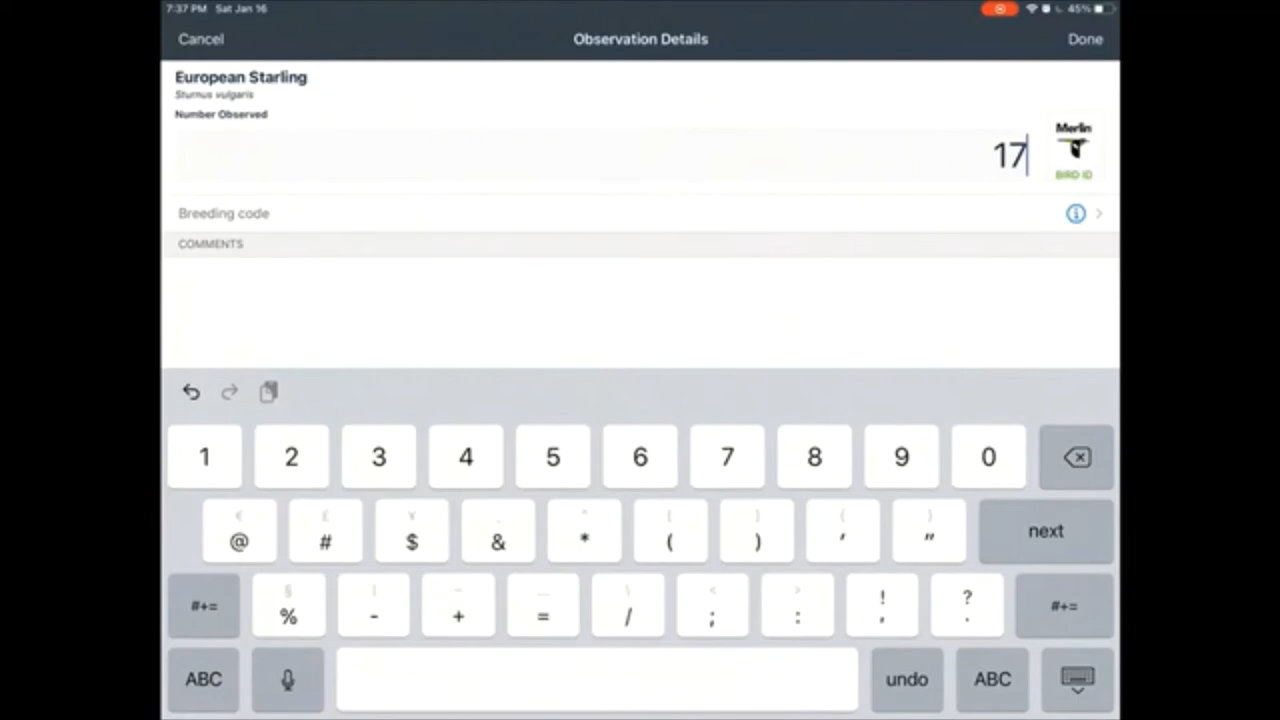 7:37 PM Sat Jan 16 45%
Cancel Observation Details Done
European Starling
Sturnus vulgaris
Number Observed
17
Merlin
BIRD ID
Breeding code
COMMENTS
1 2 3 4 5 6 7 8 9 0
@ # $ & * ( ) ' "
next
#+= % - + = / ; : ! , ? . #+=
ABC undo ABC